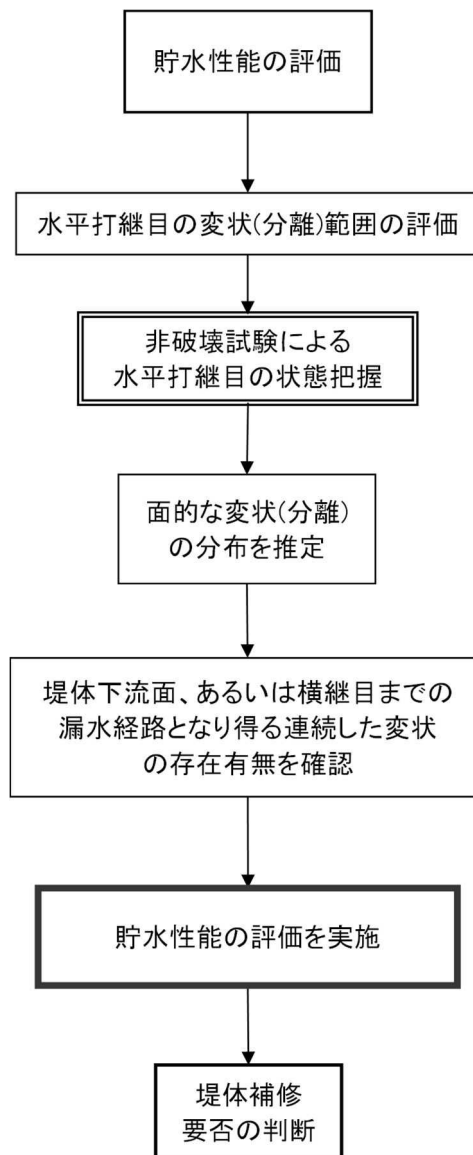 貯水性能の評価
水平打継目の変状(分離)範囲の評価
非破壊試験による
水平打継目の状態把握
面的な変状(分離)
の分布を推定
堤体下流面、あるいは横継目までの
漏水経路となり得る連続した変状
の存在有無を確認
貯水性能の評価を実施
堤体補修
要否の判断